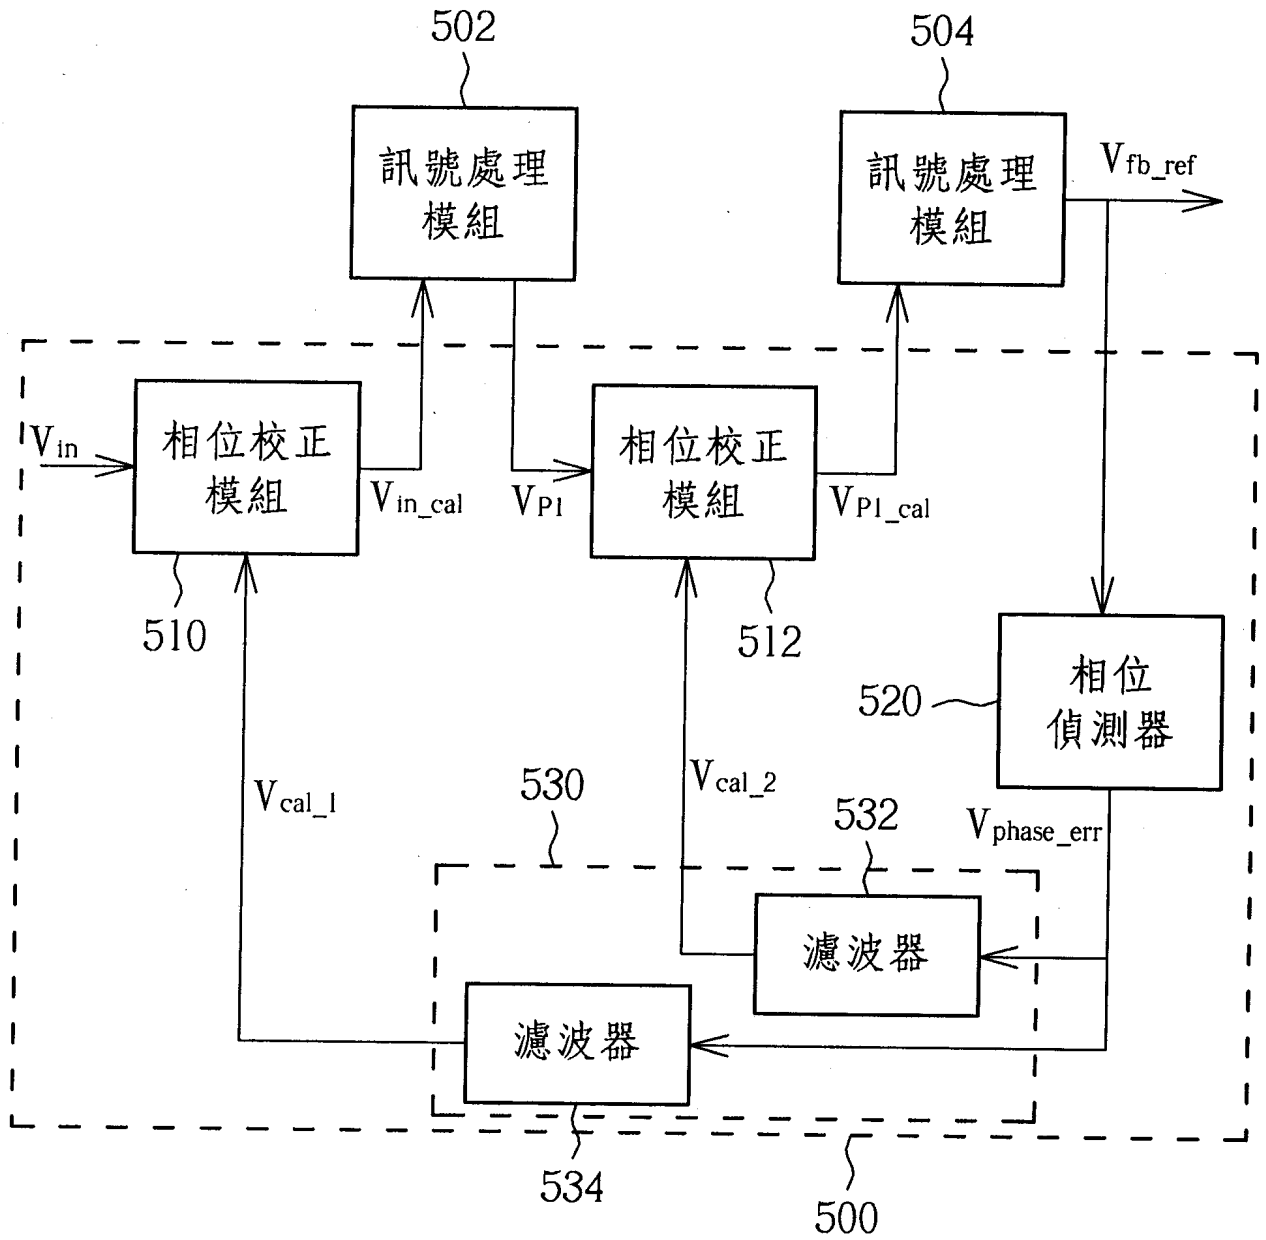 502
504
訊號處理
模組
訊號處理
模組
Vfb_ref
Vin
相位校正
模組
Vin_cal
VP1
相位校正
模組
VP1_cal
510
512
520
相位
偵測器
Vcal_1
Vcal_2
530
532
Vphase_err
濾波器
濾波器
534
500